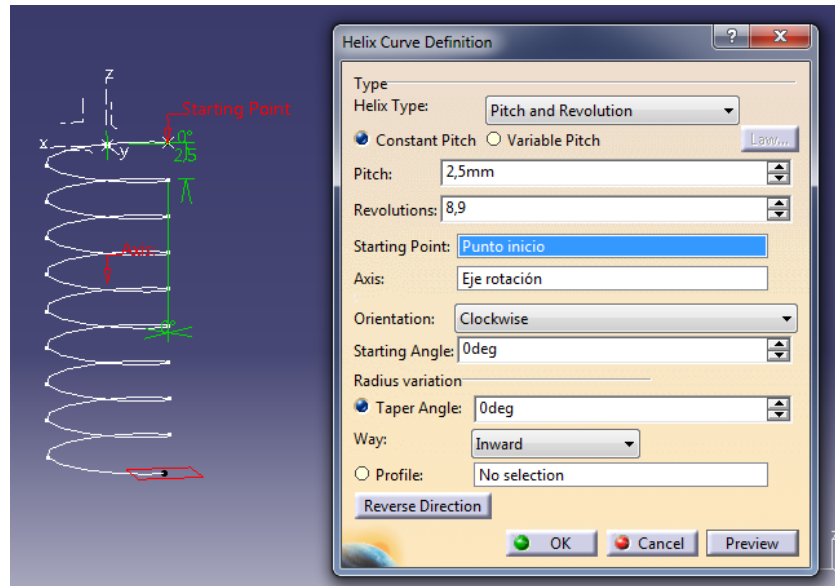 Helix Curve Definition
?
X
Type
Helix Type: Pitch and Revolution
Constant Pitch Variable Pitch Law...
Pitch: 2,5mm
Revolutions: 8,9
Starting Point: Punto inicio
Axis: Eje rotación
Orientation: Clockwise
Starting Angle: 0deg
Radius variation
Taper Angle: 0deg
Way: Inward
Profile: No selection
Reverse Direction
OK Cancel Preview
z
Starting Point
x
y
0°
2,5
Axis